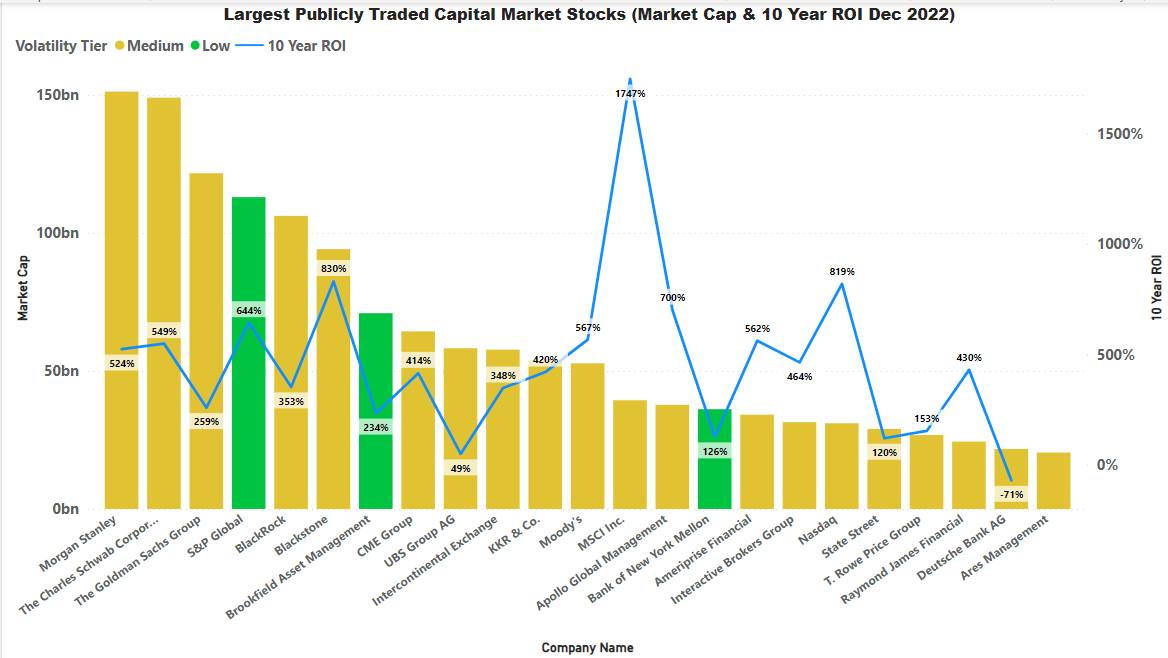 Largest Publicly Traded Capital Market Stocks (Market Cap & 10 Year ROI Dec 2022)
Volatility Tier Medium Low 10 Year ROI
150bn
100bn
50bn
0bn
Market Cap
1500%
1000%
500%
0%
10 Year ROI
524%
549%
259%
644%
353%
830%
234%
414%
49%
348%
420%
567%
1747%
700%
126%
562%
464%
819%
120%
153%
430%
-71%
Morgan Stanley
The Charles Schwab Corpor...
The Goldman Sachs Group
S&P Global
BlackRock
Blackstone
Brookfield Asset Management
CME Group
UBS Group AG
Intercontinental Exchange
KKR & Co.
Moody's
MSCI Inc.
Apollo Global Management
Bank of New York Mellon
Ameriprise Financial
Interactive Brokers Group
Nasdaq
State Street
T. Rowe Price Group
Raymond James Financial
Deutsche Bank AG
Ares Management
Company Name